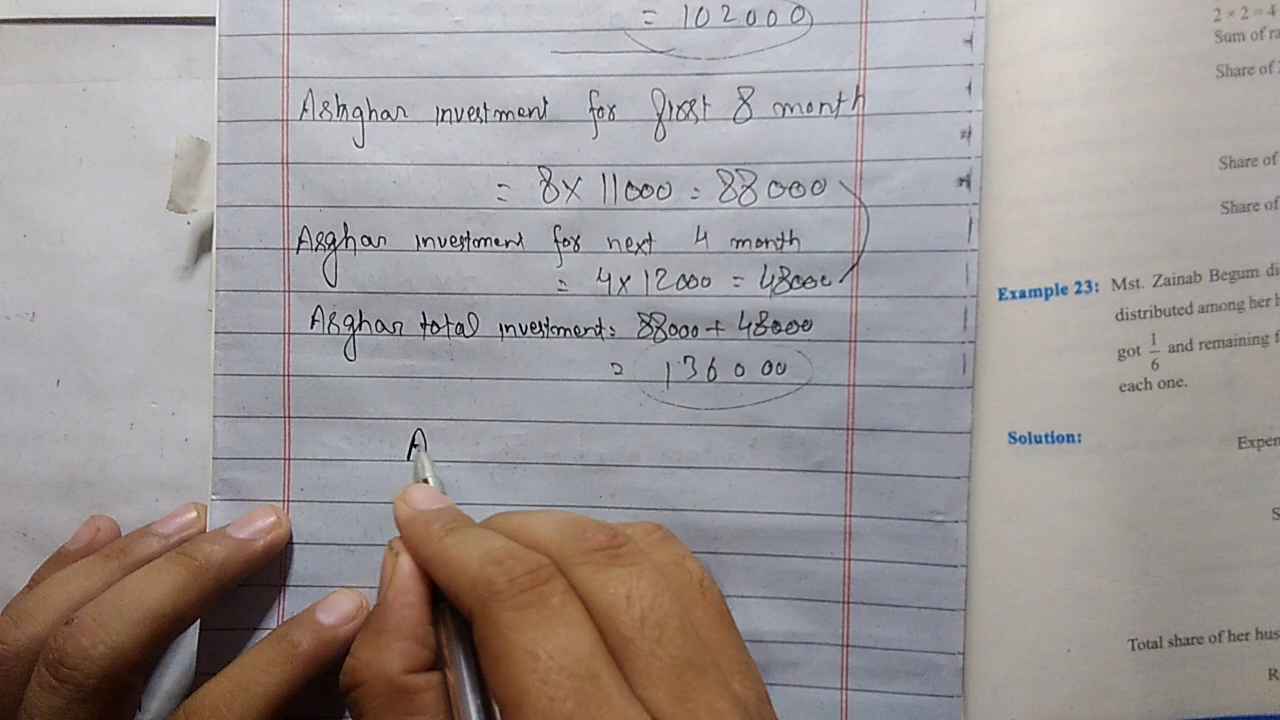 = 102000
Ashghar investment for first 8 month
= 8 × 11000 = 88000
Asghar investment for next 4 month
= 4 × 12000 = 48000
Asghar total investment = 88000 + 48000
= 136000
A
2 × 2 = 4
Sum of ra
Share of
Share of
Share of
Example 23: Mst. Zainab Begum di
distributed among her h
got 1/6 and remaining
each one.
Solution:
Expen
S
Total share of her hus
R